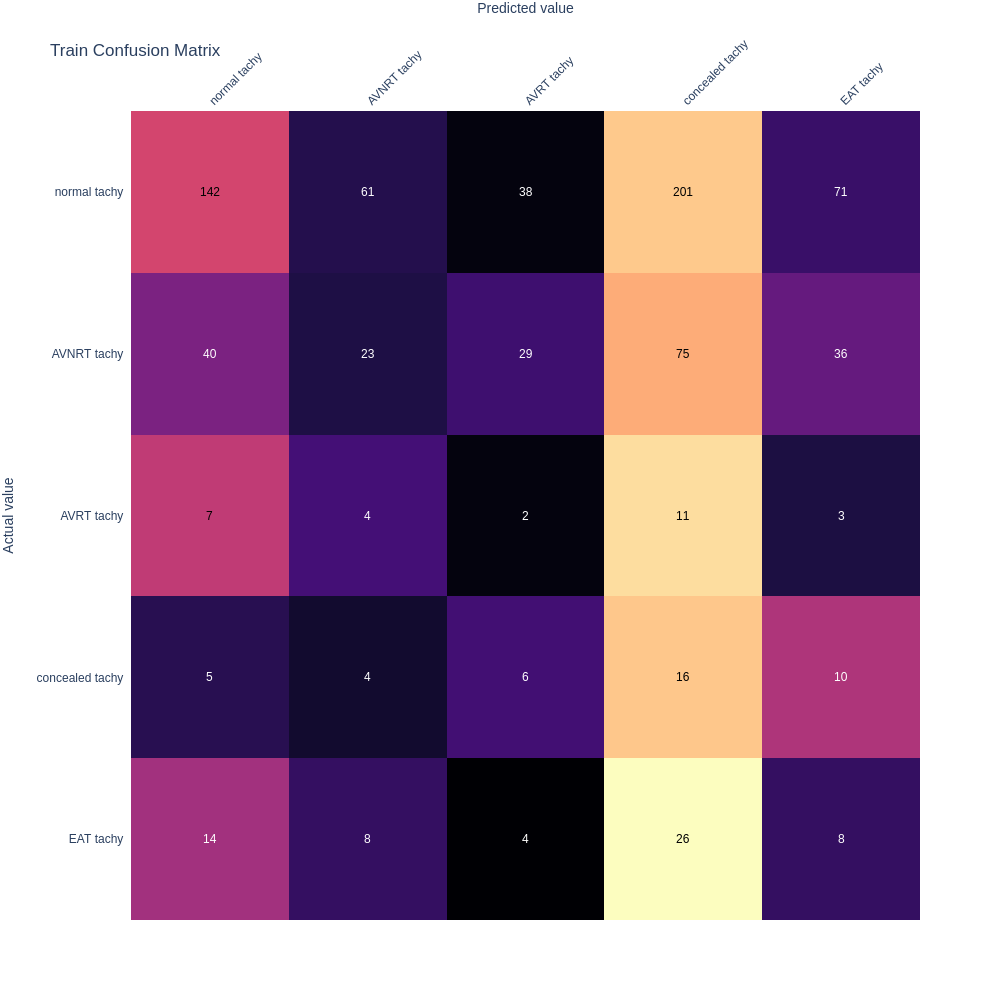 Predicted value
Train Confusion Matrix
normal tachy
AVNRT tachy
AVRT tachy
concealed tachy
EAT tachy
Actual value
normal tachy 142 61 38 201 71
AVNRT tachy 40 23 29 75 36
AVRT tachy 7 4 2 11 3
concealed tachy 5 4 6 16 10
EAT tachy 14 8 4 26 8